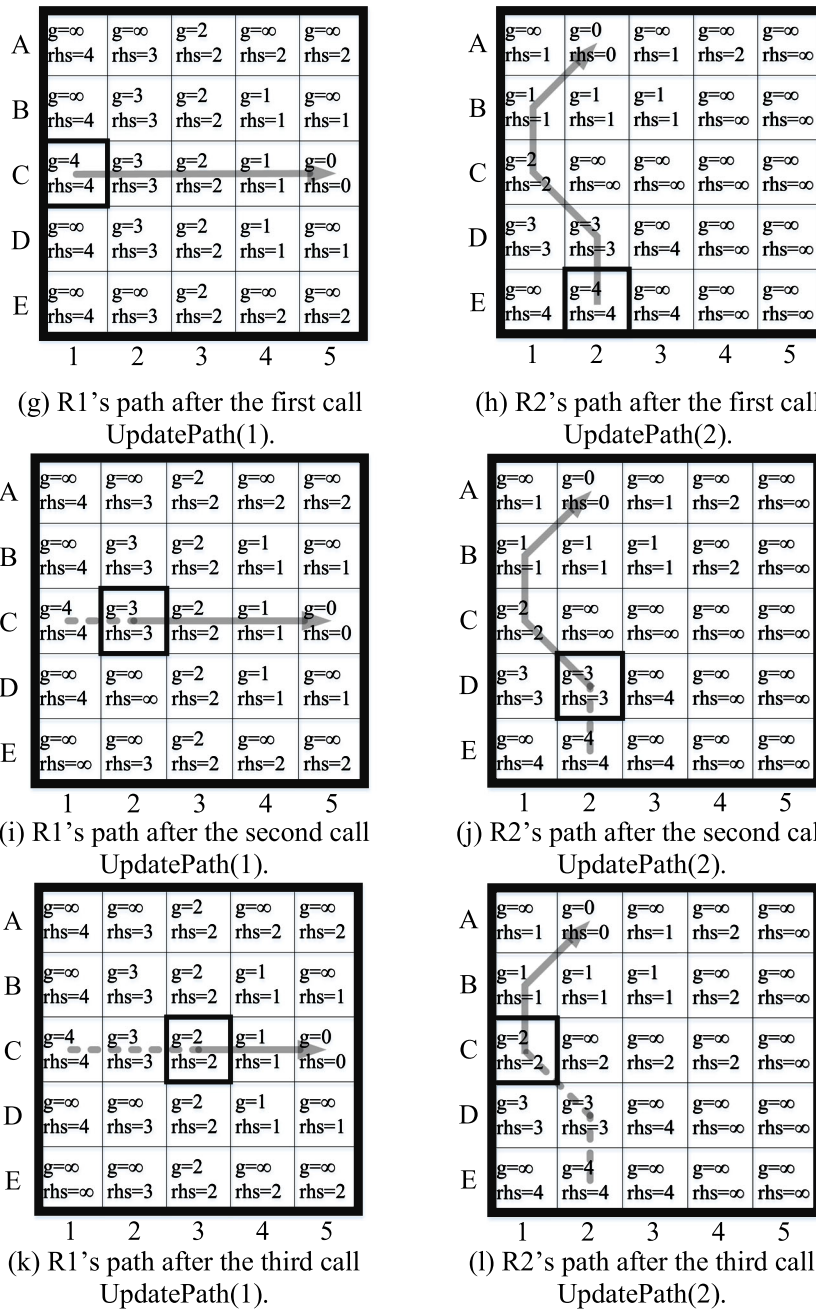 g=∞ g=∞ g=2 g=∞ g=∞
A rhs=4 rhs=3 rhs=2 rhs=2 rhs=2
g=∞ g=3 g=2 g=1 g=∞
B rhs=4 rhs=3 rhs=2 rhs=1 rhs=1
g=4 g=3 g=2 g=1 g=0
C rhs=4 rhs=3 rhs=2 rhs=1 rhs=0
g=∞ g=3 g=2 g=1 g=∞
D rhs=4 rhs=3 rhs=2 rhs=1 rhs=1
g=∞ g=∞ g=2 g=∞ g=∞
E rhs=4 rhs=3 rhs=2 rhs=2 rhs=2
1 2 3 4 5
(g) R1’s path after the first call
UpdatePath(1).
g=∞ g=0 g=∞ g=∞ g=∞
A rhs=1 rhs=0 rhs=1 rhs=2 rhs=∞
g=1 g=1 g=1 g=∞ g=∞
B rhs=1 rhs=1 rhs=1 rhs=∞ rhs=∞
g=2 g=∞ g=∞ g=∞ g=∞
C rhs=2 rhs=∞ rhs=∞ rhs=∞ rhs=∞
g=3 g=3 g=∞ g=∞ g=∞
D rhs=3 rhs=3 rhs=4 rhs=∞ rhs=∞
g=∞ g=4 g=∞ g=∞ g=∞
E rhs=4 rhs=4 rhs=4 rhs=∞ rhs=∞
1 2 3 4 5
(h) R2’s path after the first call
UpdatePath(2).
g=∞ g=∞ g=2 g=∞ g=∞
A rhs=4 rhs=3 rhs=2 rhs=2 rhs=2
g=∞ g=3 g=2 g=1 g=∞
B rhs=4 rhs=3 rhs=2 rhs=1 rhs=1
g=4 g=3 g=2 g=1 g=0
C rhs=4 rhs=3 rhs=2 rhs=1 rhs=0
g=∞ g=∞ g=2 g=1 g=∞
D rhs=4 rhs=∞ rhs=2 rhs=1 rhs=1
g=∞ g=∞ g=2 g=∞ g=∞
E rhs=∞ rhs=3 rhs=2 rhs=2 rhs=2
1 2 3 4 5
(i) R1’s path after the second call
UpdatePath(1).
g=∞ g=0 g=∞ g=∞ g=∞
A rhs=1 rhs=0 rhs=1 rhs=2 rhs=∞
g=1 g=1 g=1 g=∞ g=∞
B rhs=1 rhs=1 rhs=1 rhs=2 rhs=∞
g=2 g=∞ g=∞ g=∞ g=∞
C rhs=2 rhs=∞ rhs=∞ rhs=∞ rhs=∞
g=3 g=3 g=∞ g=∞ g=∞
D rhs=3 rhs=3 rhs=4 rhs=∞ rhs=∞
g=∞ g=4 g=∞ g=∞ g=∞
E rhs=4 rhs=4 rhs=4 rhs=∞ rhs=∞
1 2 3 4 5
(j) R2’s path after the second cal
UpdatePath(2).
g=∞ g=∞ g=2 g=∞ g=∞
A rhs=4 rhs=3 rhs=2 rhs=2 rhs=2
g=∞ g=3 g=2 g=1 g=∞
B rhs=4 rhs=3 rhs=2 rhs=1 rhs=1
g=4 g=3 g=2 g=1 g=0
C rhs=4 rhs=3 rhs=2 rhs=1 rhs=0
g=∞ g=∞ g=2 g=1 g=∞
D rhs=4 rhs=3 rhs=2 rhs=1 rhs=1
g=∞ g=∞ g=2 g=∞ g=∞
E rhs=∞ rhs=3 rhs=2 rhs=2 rhs=2
1 2 3 4 5
(k) R1’s path after the third call
UpdatePath(1).
g=∞ g=0 g=∞ g=∞ g=∞
A rhs=1 rhs=0 rhs=1 rhs=2 rhs=∞
g=1 g=1 g=1 g=∞ g=∞
B rhs=1 rhs=1 rhs=1 rhs=2 rhs=∞
g=2 g=∞ g=∞ g=∞ g=∞
C rhs=2 rhs=2 rhs=2 rhs=2 rhs=∞
g=3 g=3 g=∞ g=∞ g=∞
D rhs=3 rhs=3 rhs=4 rhs=∞ rhs=∞
g=∞ g=4 g=∞ g=∞ g=∞
E rhs=4 rhs=4 rhs=4 rhs=∞ rhs=∞
1 2 3 4 5
(l) R2’s path after the third call
UpdatePath(2).